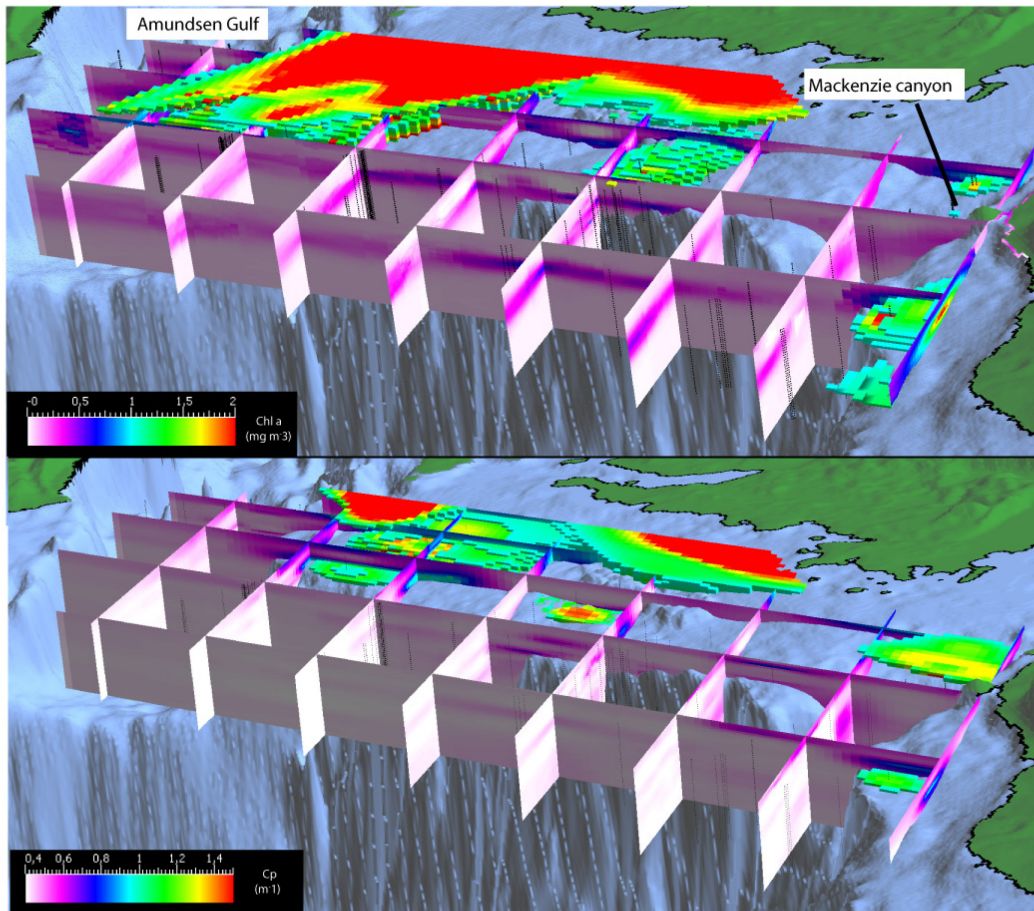 Amundsen Gulf
Mackenzie canyon
-0 0,5 1 1,5 2
Chl a
(mg m-3)
0,4 0,6 0,8 1 1,2 1,4
Cp
(m-1)